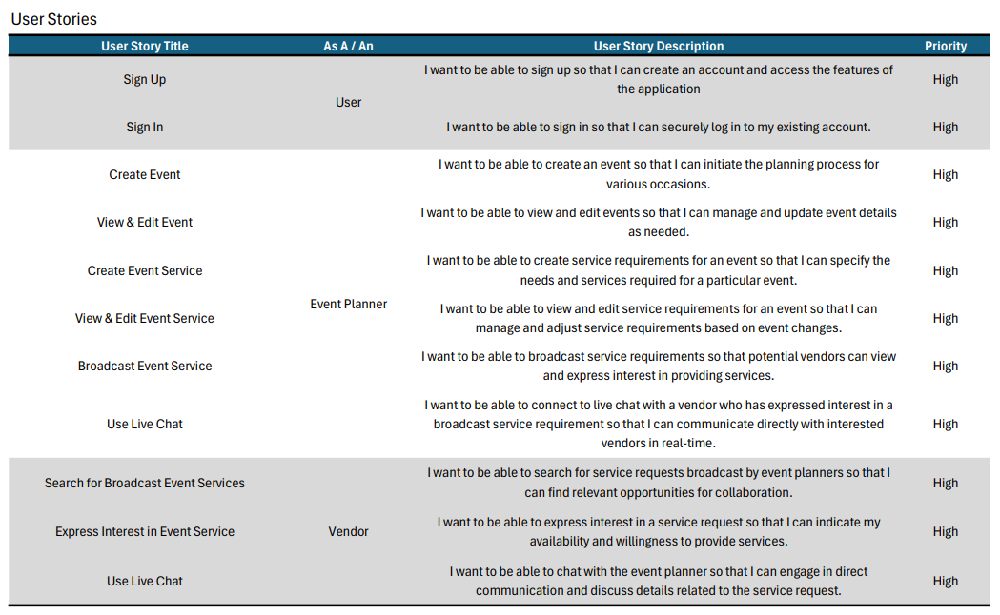 User Stories
User Story Title As A / An User Story Description Priority
Sign Up
User
I want to be able to sign up so that I can create an account and access the features of
the application
High
Sign In
I want to be able to sign in so that I can securely log in to my existing account.
High
Create Event
Event Planner
I want to be able to create an event so that I can initiate the planning process for
various occasions.
High
View & Edit Event
I want to be able to view and edit events so that I can manage and update event details
as needed.
High
Create Event Service
I want to be able to create service requirements for an event so that I can specify the
needs and services required for a particular event.
High
View & Edit Event Service
I want to be able to view and edit service requirements for an event so that I can
manage and adjust service requirements based on event changes.
High
Broadcast Event Service
I want to be able to broadcast service requirements so that potential vendors can view
and express interest in providing services.
High
Use Live Chat
I want to be able to connect to live chat with a vendor who has expressed interest in a
broadcast service requirement so that I can communicate directly with interested
vendors in real-time.
High
Search for Broadcast Event Services
Vendor
I want to be able to search for service requests broadcast by event planners so that I
can find relevant opportunities for collaboration.
High
Express Interest in Event Service
I want to be able to express interest in a service request so that I can indicate my
availability and willingness to provide services.
High
Use Live Chat
I want to be able to chat with the event planner so that I can engage in direct
communication and discuss details related to the service request.
High